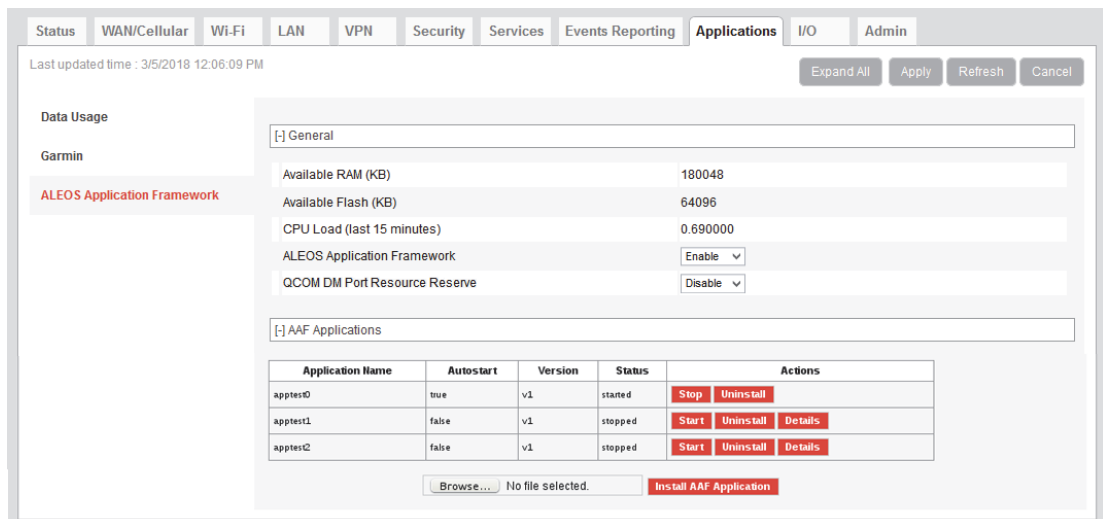 Status WAN/Cellular Wi-Fi LAN VPN Security Services Events Reporting Applications I/O Admin
Last updated time : 3/5/2018 12:06:09 PM
Expand All Apply Refresh Cancel
Data Usage
Garmin
ALEOS Application Framework
[-] General
Available RAM (KB) 180048
Available Flash (KB) 64096
CPU Load (last 15 minutes) 0.690000
ALEOS Application Framework Enable
QCOM DM Port Resource Reserve Disable
[-] AAF Applications
Application Name Autostart Version Status Actions
apptest0 true v1 started Stop Uninstall
apptest1 false v1 stopped Start Uninstall Details
apptest2 false v1 stopped Start Uninstall Details
Browse... No file selected. Install AAF Application